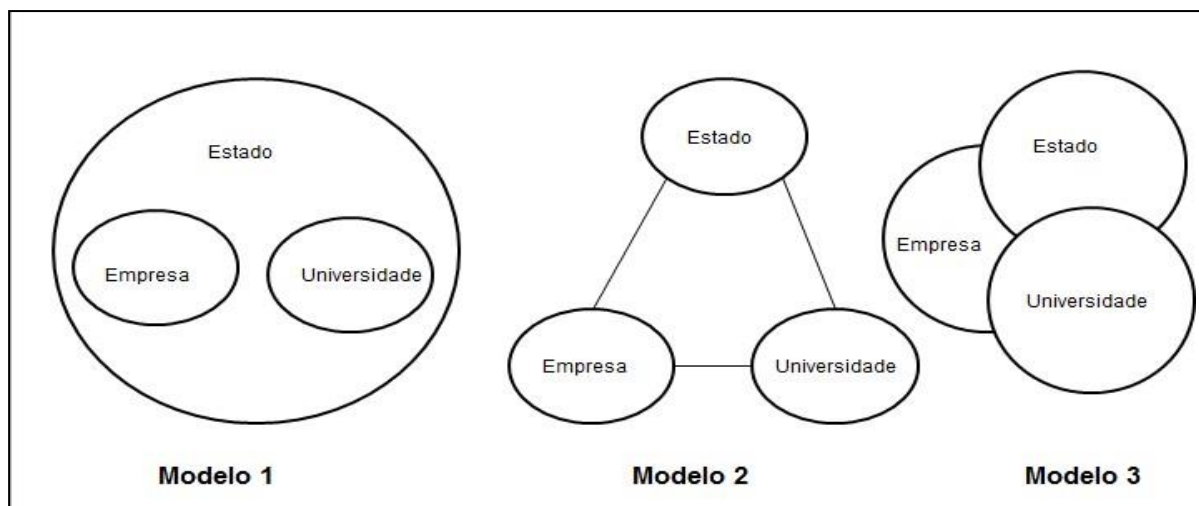 Estado
Empresa
Universidade
Modelo 1
Estado
Empresa
Universidade
Modelo 2
Estado
Empresa
Universidade
Modelo 3